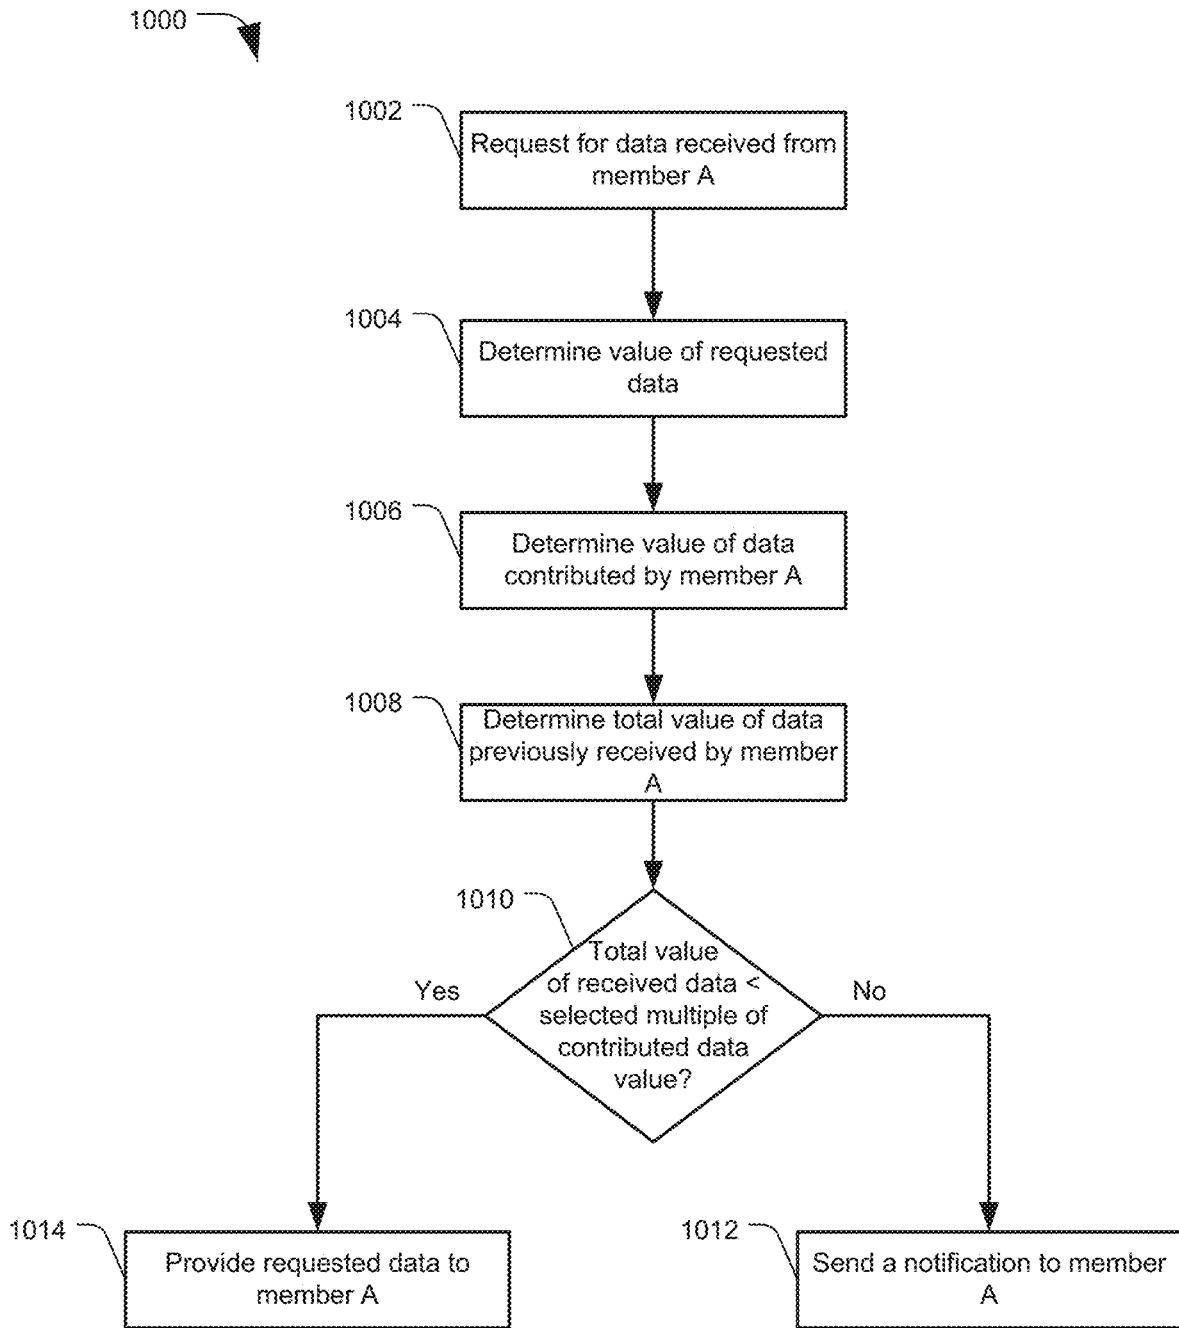 1000
1002
Request for data received from
member A
1004
Determine value of requested
data
1006
Determine value of data
contributed by member A
1008
Determine total value of data
previously received by member
A
1010
Total value
of received data <
selected multiple of
contributed data
value?
Yes
No
1014
Provide requested data to
member A
1012
Send a notification to member
A